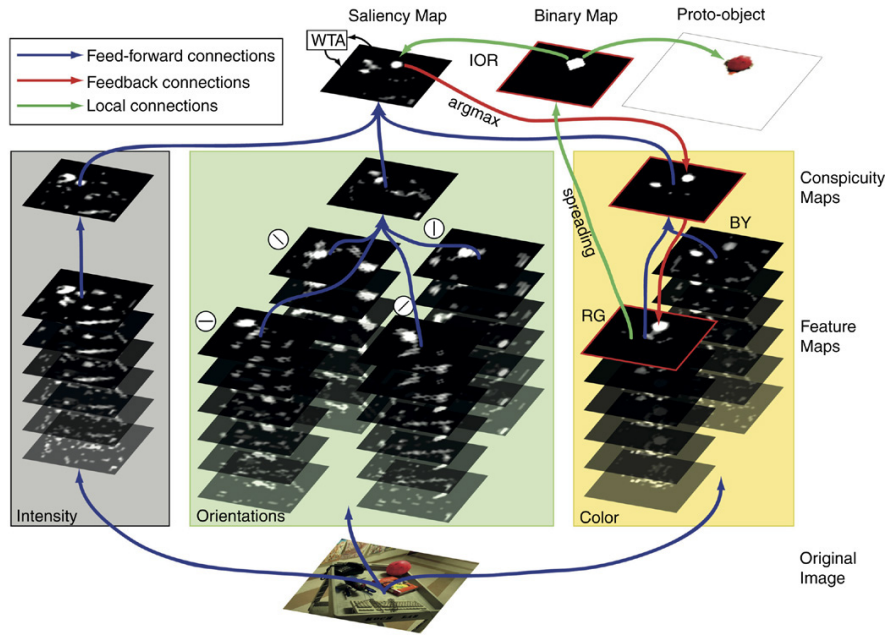 Saliency Map
Binary Map
Proto-object
WTA
IOR
Feed-forward connections
Feedback connections
Local connections
argmax
spreading
Conspicuity
Maps
BY
RG
Feature
Maps
Intensity
Orientations
Color
Original
Image